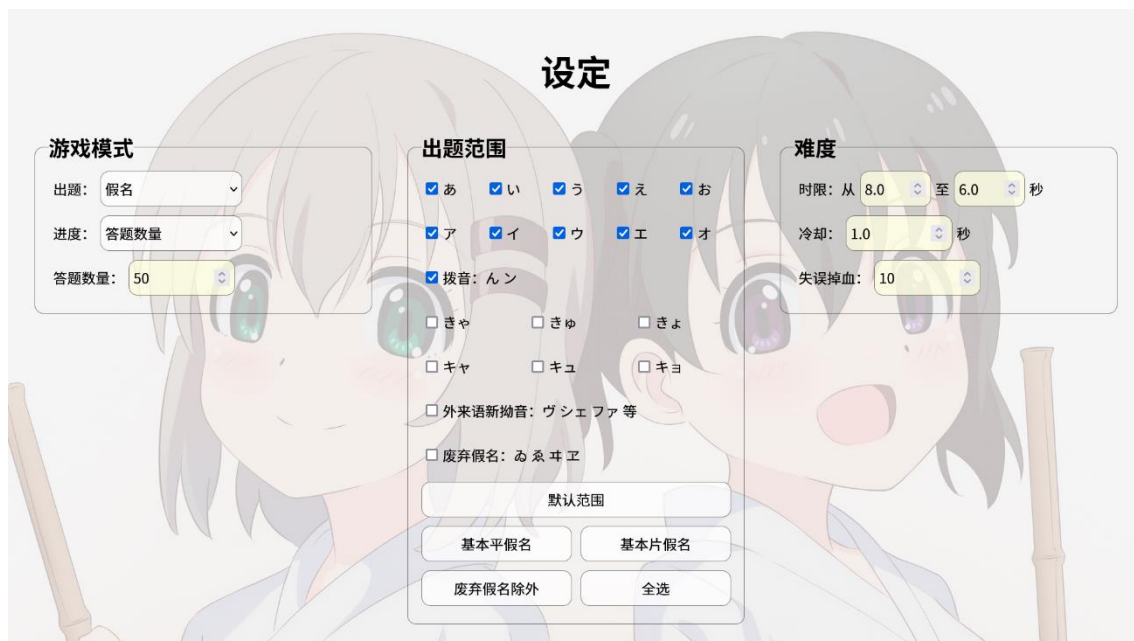 设定
游戏模式
出题： 假名
进度： 答题数量
答题数量： 50
出题范围
あ い う え お
ア イ ウ エ オ
拨音：ん ン
きゃ きゅ きょ
キャ キュ キョ
外来语新拗音：ヴ シェ ファ 等
废弃假名：ゐ ゑ ヰ ヱ
默认范围
基本平假名 基本片假名
废弃假名除外 全选
难度
时限：从 8.0 至 6.0 秒
冷却： 1.0 秒
失误掉血： 10